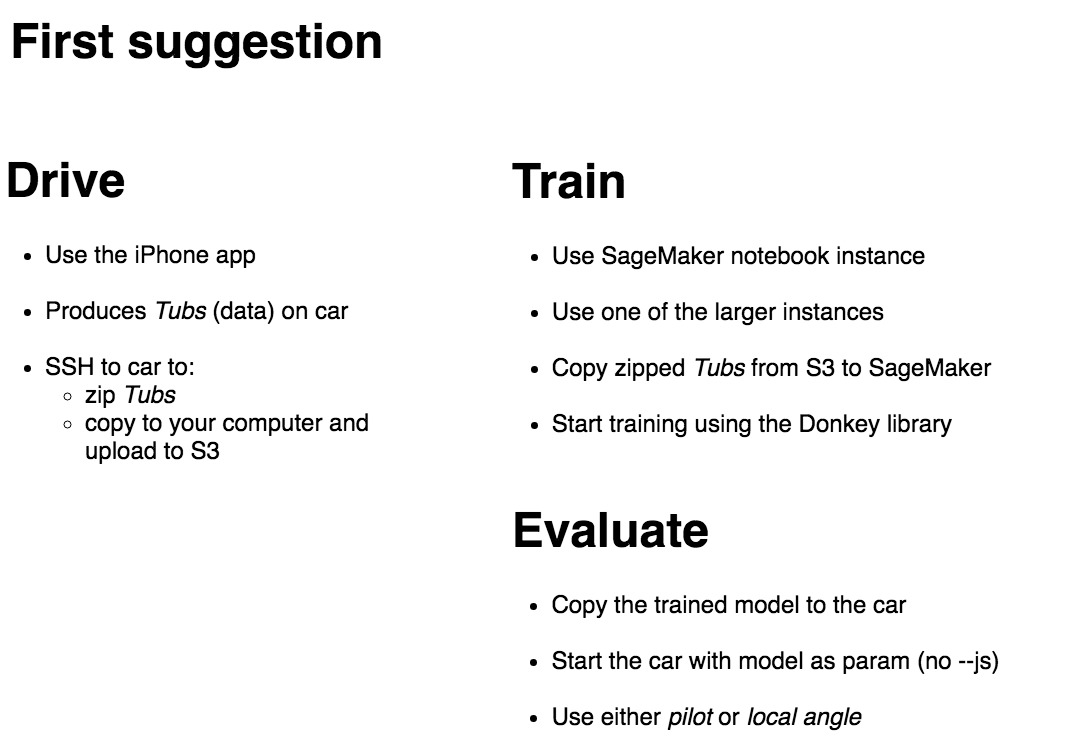 First suggestion
Drive
• Use the iPhone app
• Produces Tubs (data) on car
• SSH to car to:
◦ zip Tubs
◦ copy to your computer and
upload to S3
Train
• Use SageMaker notebook instance
• Use one of the larger instances
• Copy zipped Tubs from S3 to SageMaker
• Start training using the Donkey library
Evaluate
• Copy the trained model to the car
• Start the car with model as param (no --js)
• Use either pilot or local angle